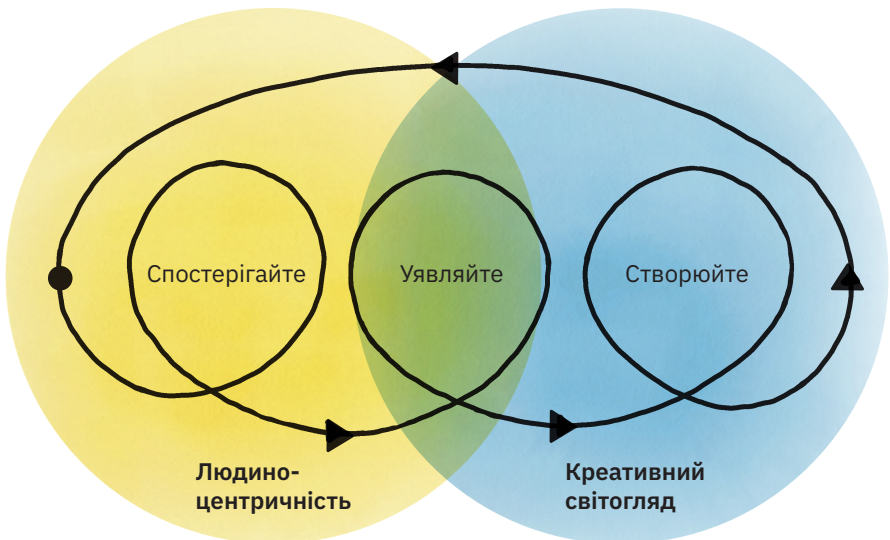 Спостерігайте
Уявляйте
Створюйте
Людино-
центричність
Креативний
світогляд